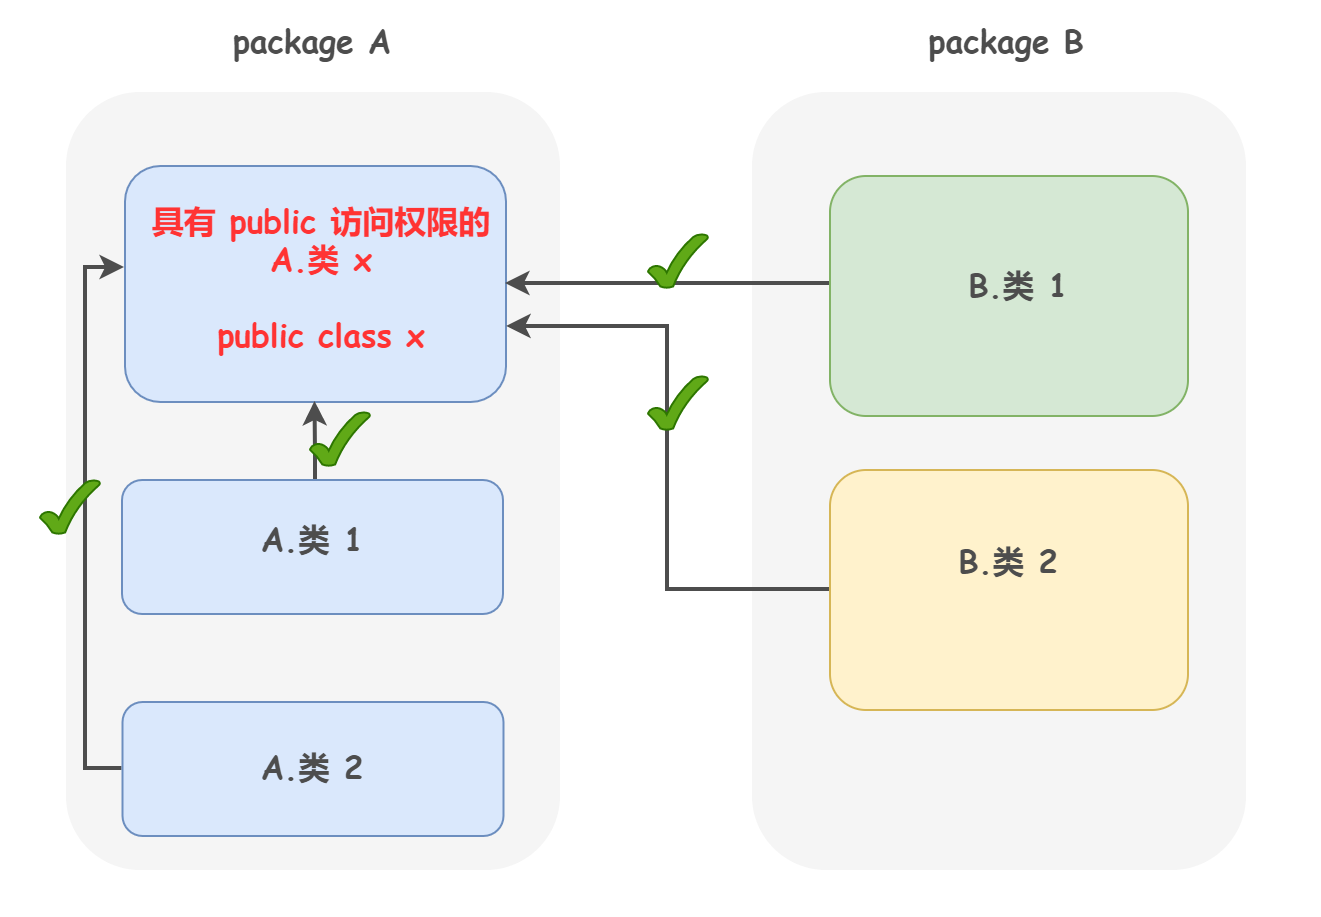 package A
package B
具有 public 访问权限的
A.类 x
public class x
B.类 1
A.类 1
B.类 2
A.类 2